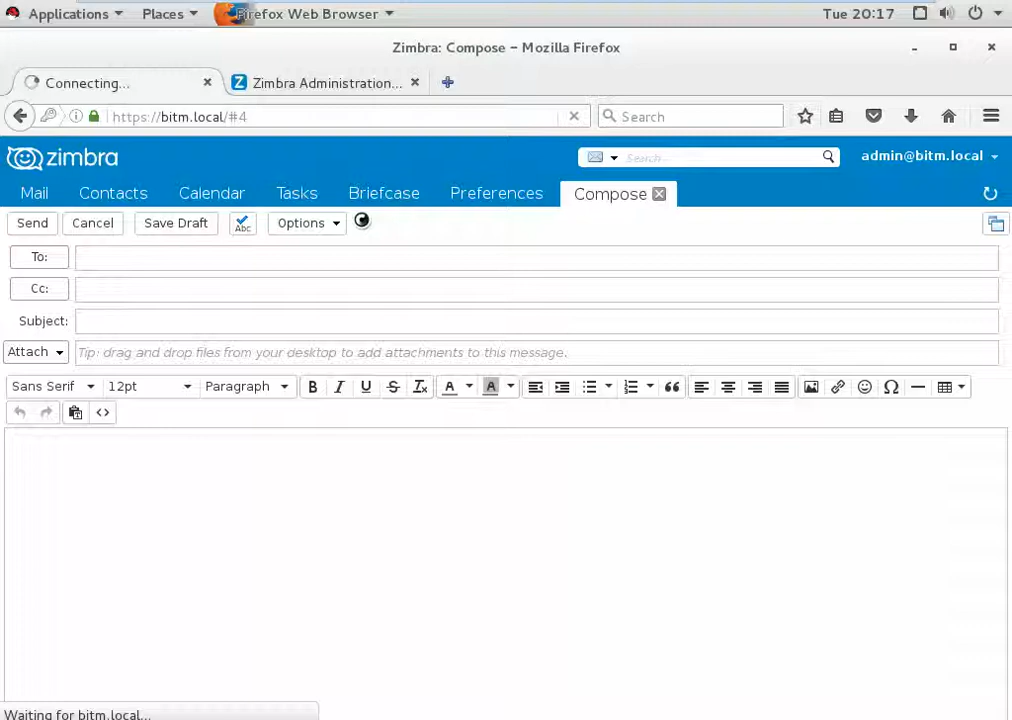 Applications Places Firefox Web Browser Tue 20:17
Zimbra: Compose – Mozilla Firefox
Connecting... Zimbra Administration...
https://bitm.local/#4 Search
zimbra Search... admin@bitm.local
Mail Contacts Calendar Tasks Briefcase Preferences Compose
Send Cancel Save Draft Abc Options
To:
Cc:
Subject:
Attach Tip: drag and drop files from your desktop to add attachments to this message.
Sans Serif 12pt Paragraph B I U S Tx A A
Waiting for bitm.local...